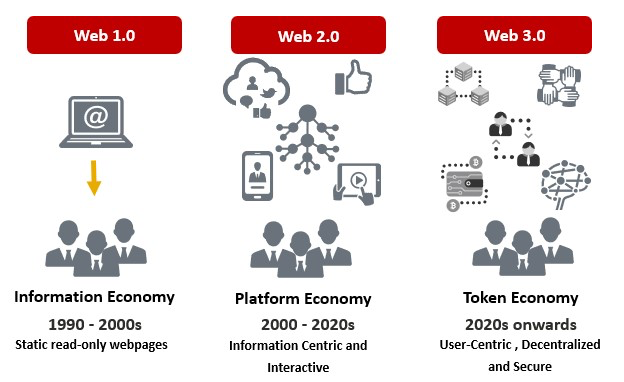 Web 1.0
Web 2.0
Web 3.0
@
Information Economy
1990 - 2000s
Static read-only webpages
Platform Economy
2000 - 2020s
Information Centric and
Interactive
Token Economy
2020s onwards
User-Centric , Decentralized
and Secure